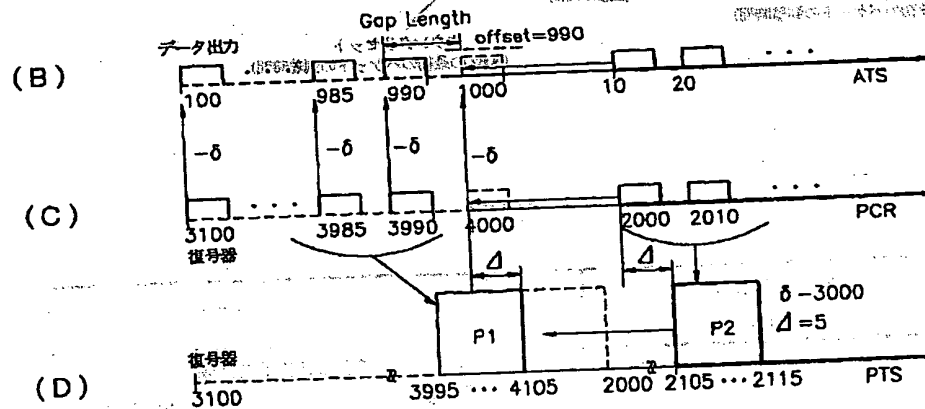 Gap Length
データ出力
offset=990
(B)
100
985
990
1000
10
20
ATS
-δ
-δ
-δ
-δ
(C)
3100
3985
3990
4000
2000
2010
PCR
復号器
Δ
Δ
δ-3000
Δ=5
P1
P2
復号器
(D)
3100
3995 ... 4105
2000
2105 ... 2115
PTS